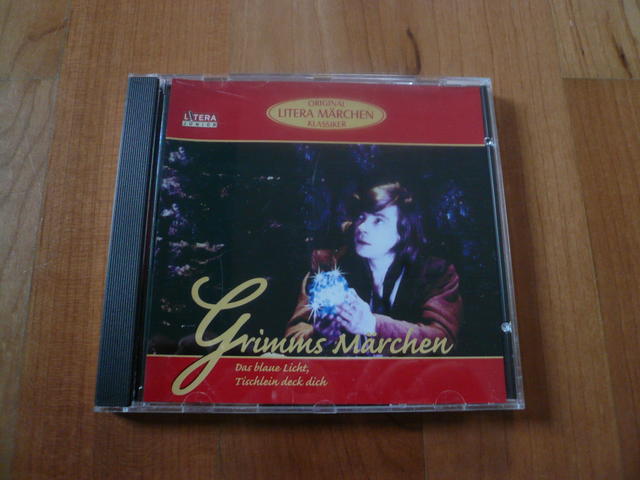 LITERA
JUNIOR
ORIGINAL
LITERA MÄRCHEN
KLASSIKER
Grimms Märchen
Das blaue Licht,
Tischlein deck dich